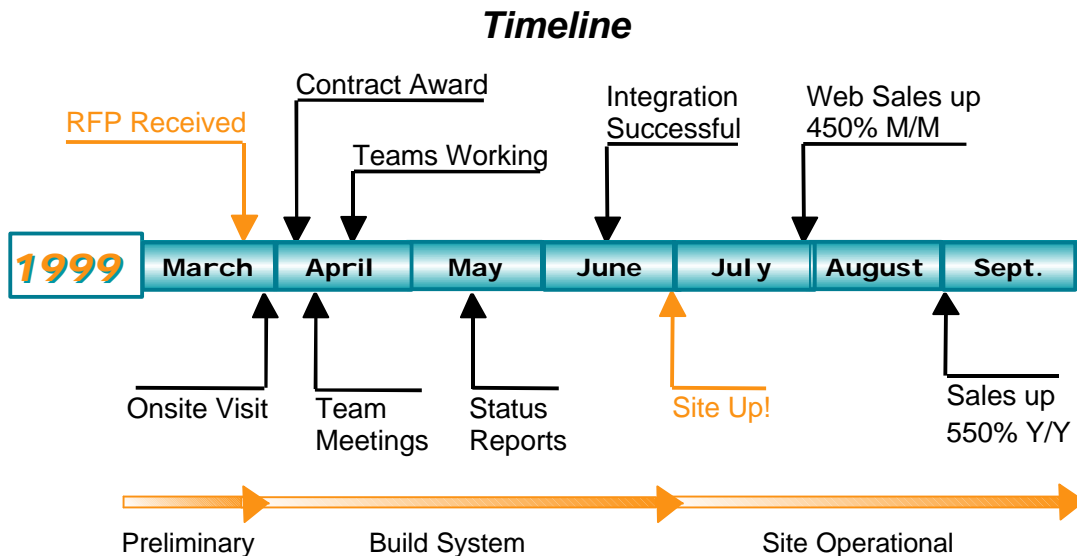 Timeline
Contract Award
RFP Received
Teams Working
Integration
Successful
Web Sales up
450% M/M
1999
March
April
May
June
July
August
Sept.
Onsite Visit
Team
Meetings
Status
Reports
Site Up!
Sales up
550% Y/Y
Preliminary
Build System
Site Operational